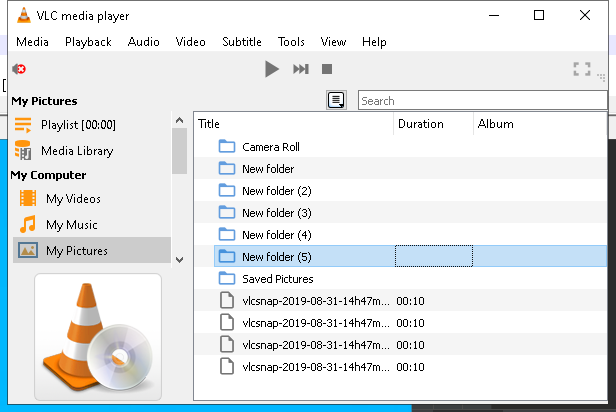 VLC media player
Media Playback Audio Video Subtitle Tools View Help
My Pictures
Playlist [00:00]
Media Library
My Computer
My Videos
My Music
My Pictures
Search
Title Duration Album
Camera Roll
New folder
New folder (2)
New folder (3)
New folder (4)
New folder (5)
Saved Pictures
vlcsnap-2019-08-31-14h47m... 00:10
vlcsnap-2019-08-31-14h47m... 00:10
vlcsnap-2019-08-31-14h47m... 00:10
vlcsnap-2019-08-31-14h47m... 00:10